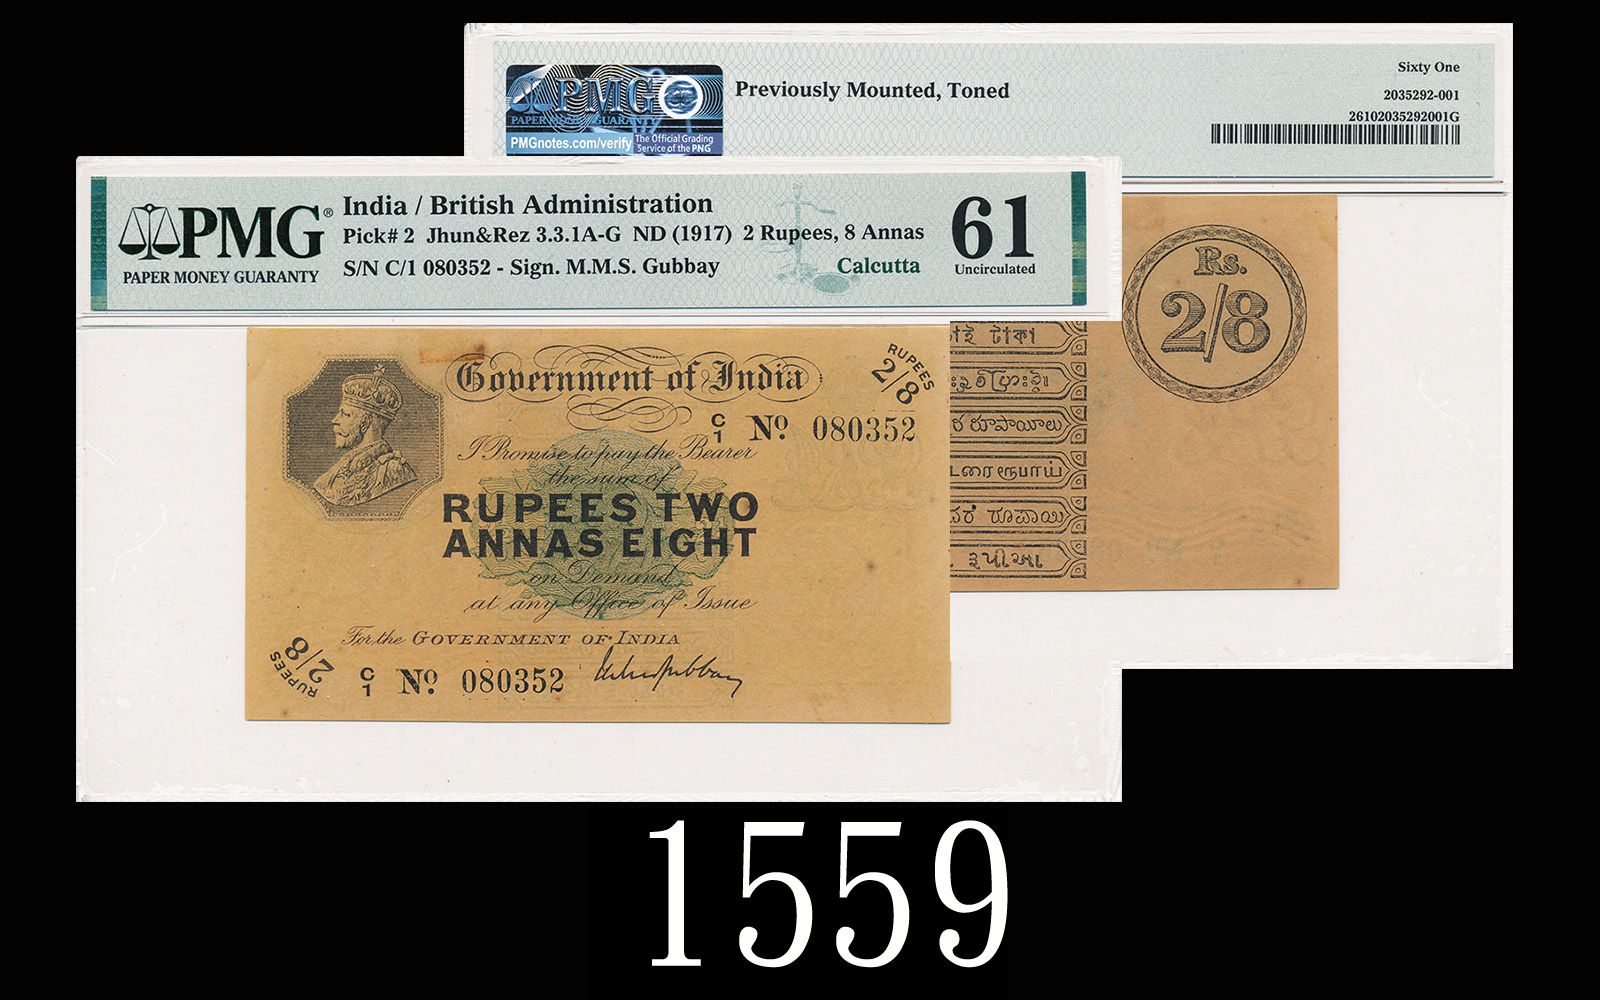 PMG
PAPER MONEY GUARANTY
PMGnotes.com/verify
The Official Grading
Service of the PNG
Previously Mounted, Toned
Sixty One
2035292-001
26102035292001G
PMG®
PAPER MONEY GUARANTY
India / British Administration
Pick# 2 Jhun&Rez 3.3.1A-G ND (1917) 2 Rupees, 8 Annas
S/N C/1 080352 - Sign. M.M.S. Gubbay
Calcutta
61
Uncirculated
Government of India
RUPEES
2/8
C/1 No. 080352
I Promise to pay the Bearer
the sum of
RUPEES TWO
ANNAS EIGHT
on Demand
at any Office of Issue
For the GOVERNMENT OF INDIA
RUPEES
2/8
C/1 No. 080352
Rs.
2/8
টাকা
రూపాయిలు
ரூபாய்
ರೂಪಾಯಿ
રૂપીઆ
1559